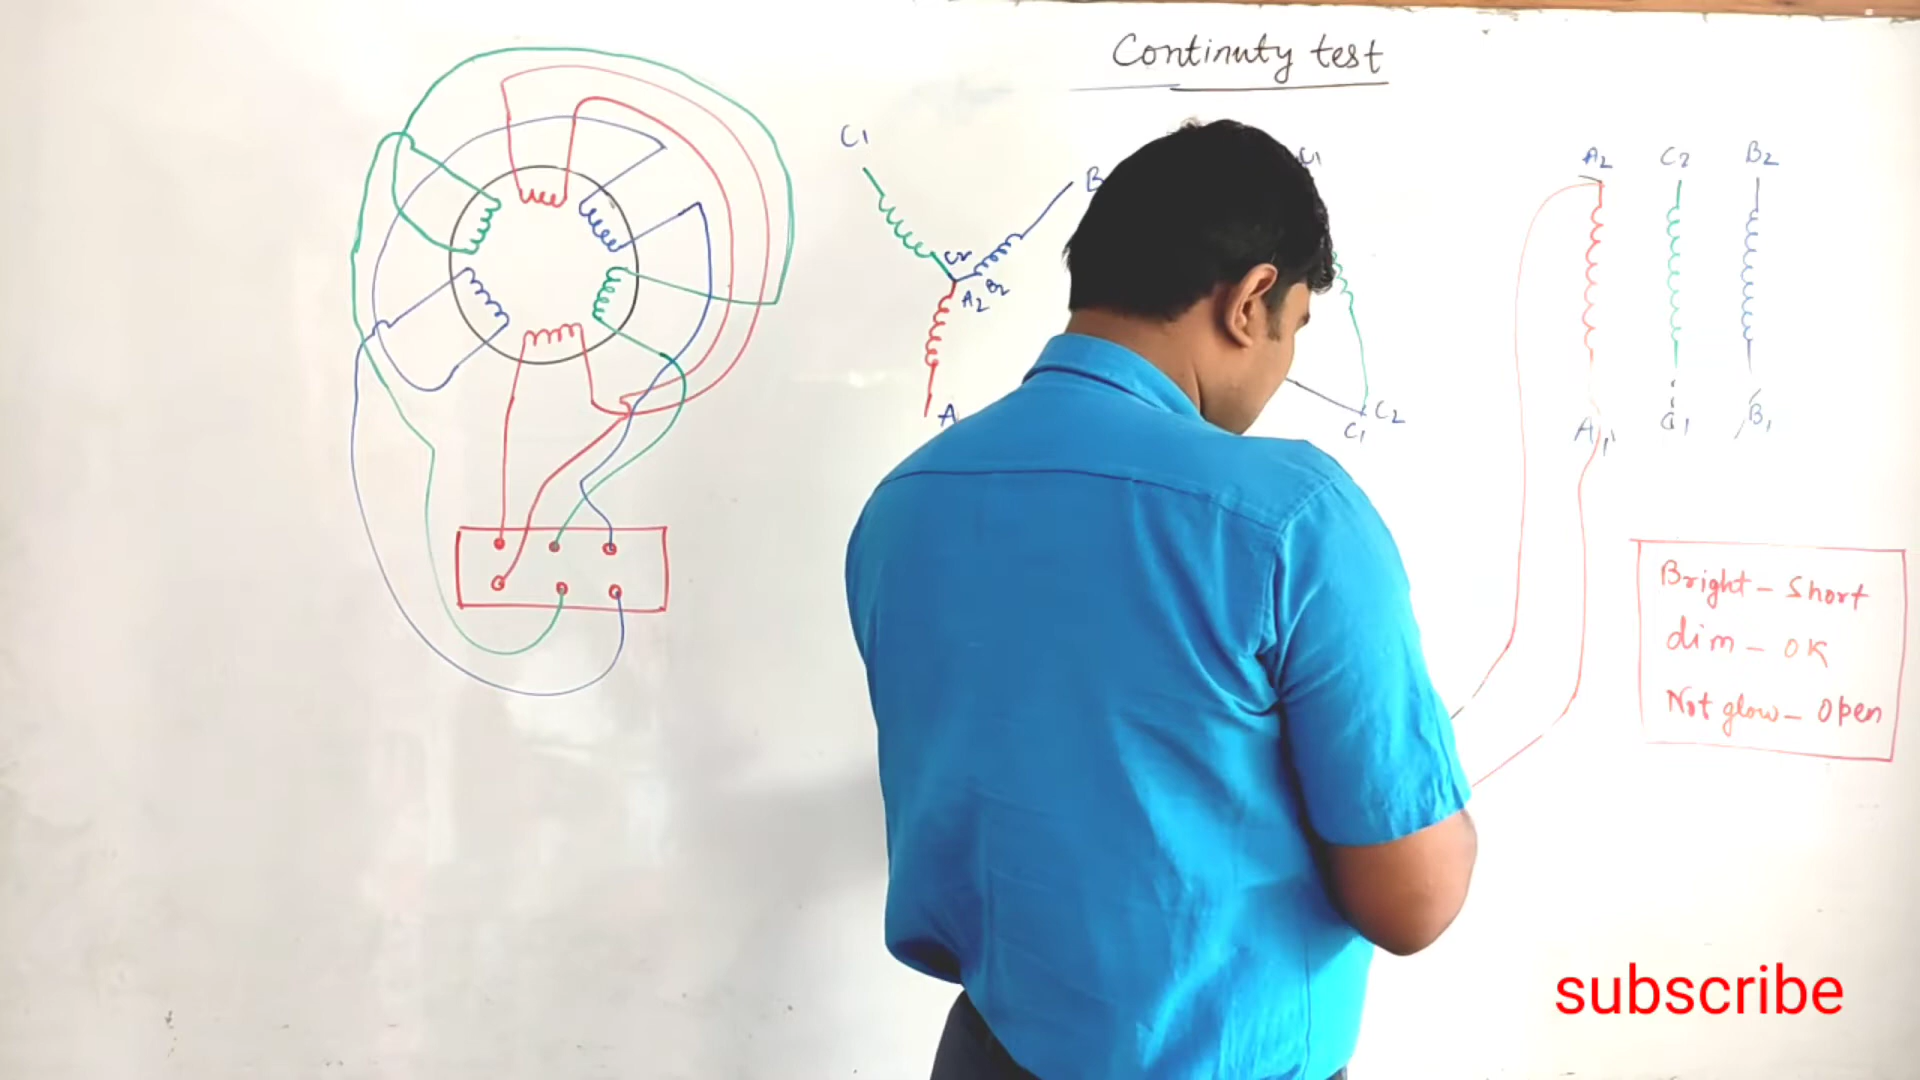 Continuty test
C1
B
C2
A2
B2
A
C1
C2
C1
A2 C2 B2
A1 C1 B1
Bright - Short
dim - OK
Not glow - Open
subscribe